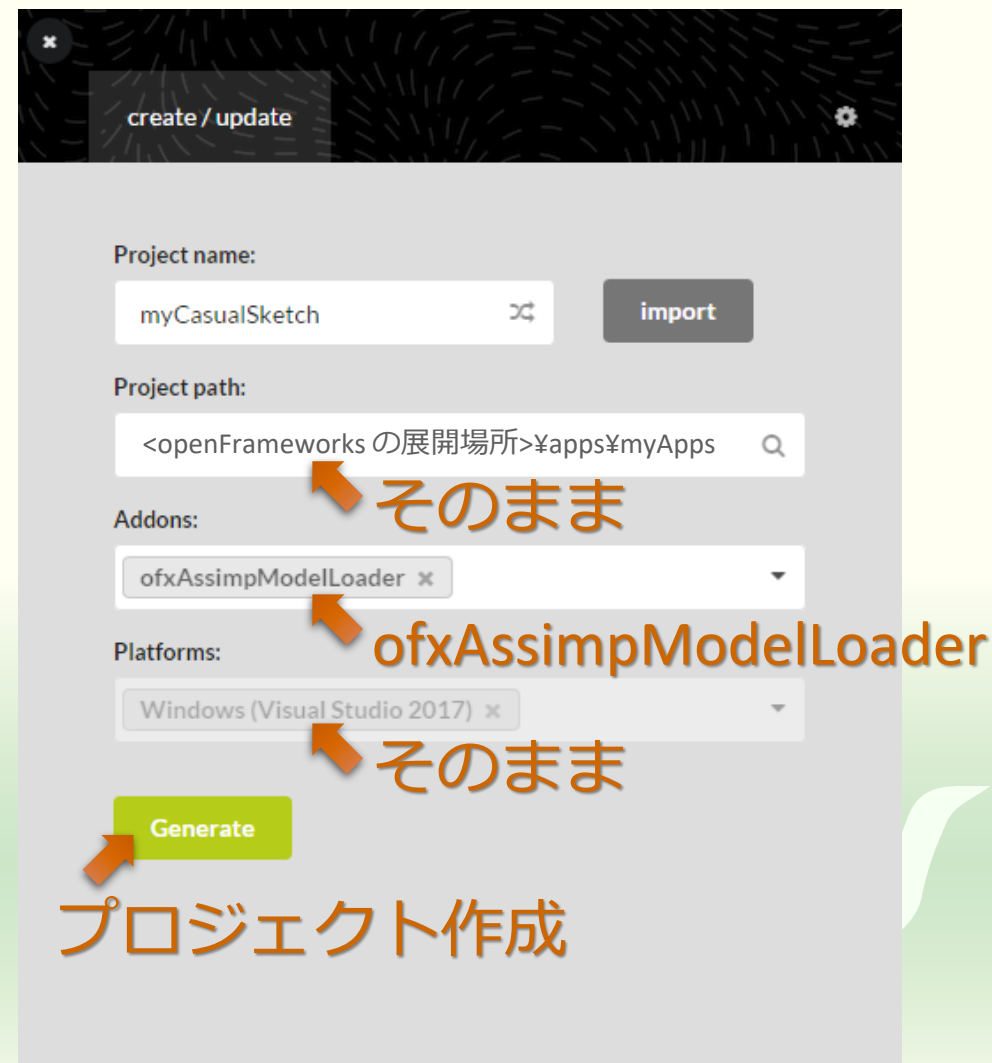 create / update
Project name:
myCasualSketch
import
Project path:
<openFrameworks の展開場所>¥apps¥myApps
そのまま
Addons:
ofxAssimpModelLoader
ofxAssimpModelLoader
Platforms:
Windows (Visual Studio 2017)
そのまま
Generate
プロジェクト作成